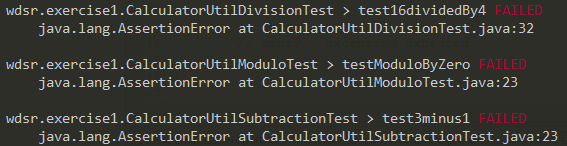 wdsr.exercise1.CalculatorUtilDivisionTest > test16dividedBy4 FAILED
java.lang.AssertionError at CalculatorUtilDivisionTest.java:32
wdsr.exercise1.CalculatorUtilModuloTest > testModuloByZero FAILED
java.lang.AssertionError at CalculatorUtilModuloTest.java:23
wdsr.exercise1.CalculatorUtilSubtractionTest > test3minus1 FAILED
java.lang.AssertionError at CalculatorUtilSubtractionTest.java:23